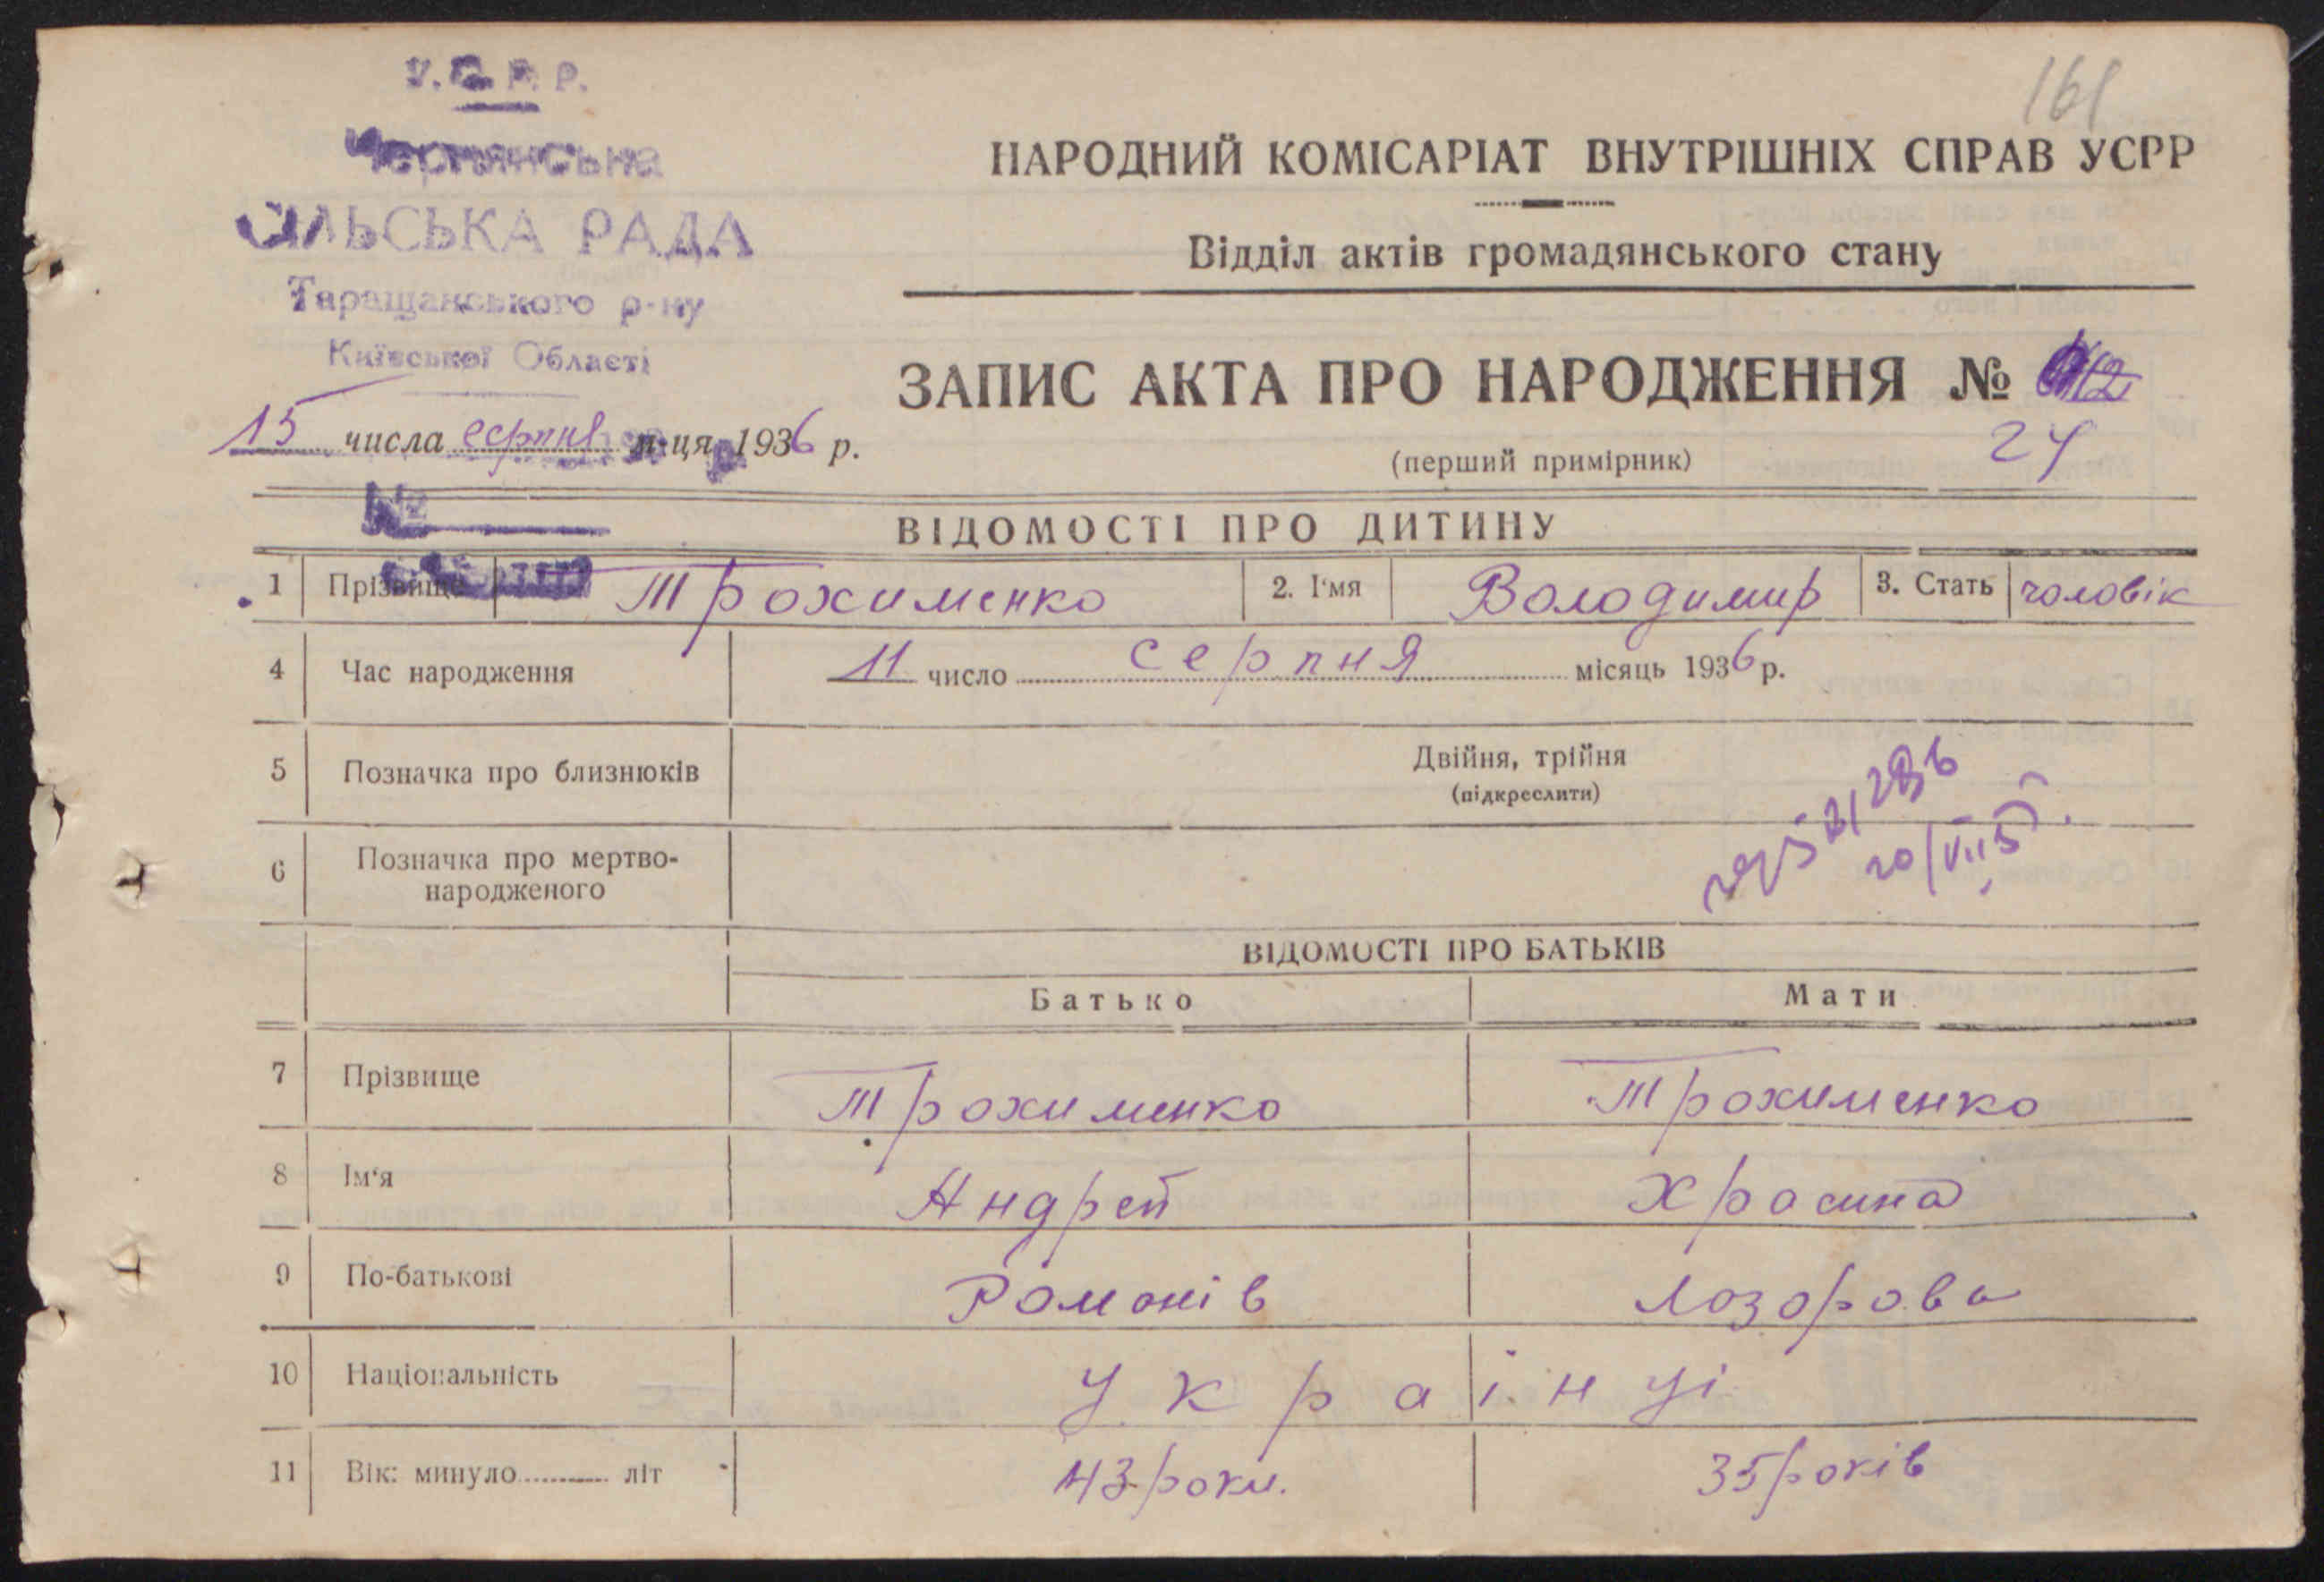 У.С.Р.Р.
161
Чернянська
НАРОДНИЙ КОМІСАРІАТ ВНУТРІШНІХ СПРАВ УСРР
СІЛЬСЬКА РАДА
Відділ актів громадянського стану
Таращанського р-ну
Київської Області
ЗАПИС АКТА ПРО НАРОДЖЕННЯ №
15 числа серпня м-ця 1936 р.
(перший примірник) 24
№
ВІДОМОСТІ ПРО ДИТИНУ
1 Прізвище Трохименко 2. І'мя Володимир 3. Стать чоловік
4 Час народження 11 число серпня місяць 1936 р.
5 Позначка про близнюків Двійня, трійня
(підкреслити)
6 Позначка про мертво-
народженого
ВІДОМОСТІ ПРО БАТЬКІВ
Батько Мати
7 Прізвище Трохименко Трохименко
8 Ім'я Андрей Храсина
9 По-батькові Романів Лозорова
10 Національність Українці
11 Вік: минуло ......... літ 43 роки. 35 років